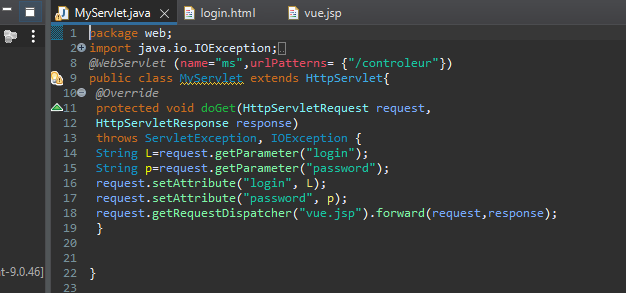 MyServlet.java login.html vue.jsp
1 package web;
2 import java.io.IOException;
8 @WebServlet (name="ms",urlPatterns= {"/controleur"})
9 public class MyServlet extends HttpServlet{
10 @Override
11 protected void doGet(HttpServletRequest request,
12 HttpServletResponse response)
13 throws ServletException, IOException {
14 String L=request.getParameter("login");
15 String p=request.getParameter("password");
16 request.setAttribute("login", L);
17 request.setAttribute("password", p);
18 request.getRequestDispatcher("vue.jsp").forward(request,response);
19 }
20
21
nt-9.0.46] 22 }
23